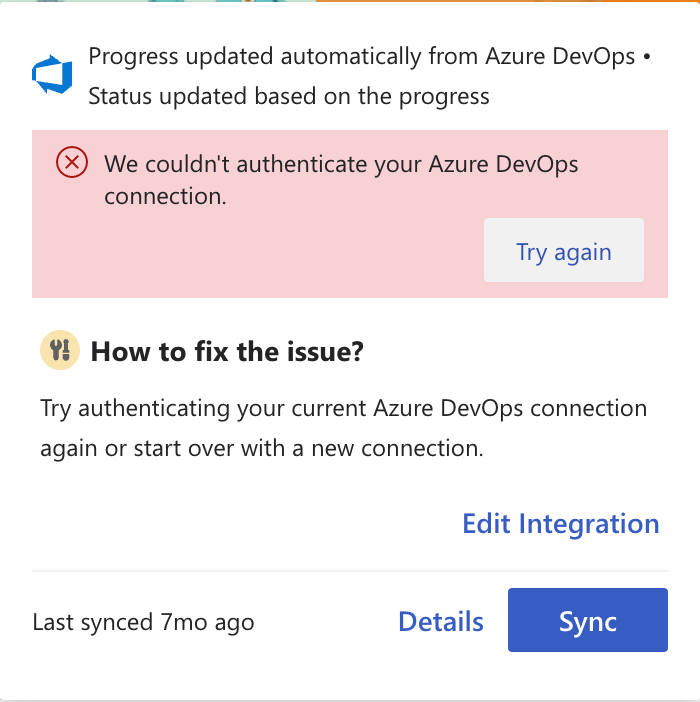 Progress updated automatically from Azure DevOps •
Status updated based on the progress
We couldn't authenticate your Azure DevOps
connection.
Try again
How to fix the issue?
Try authenticating your current Azure DevOps connection
again or start over with a new connection.
Edit Integration
Last synced 7mo ago
Details
Sync